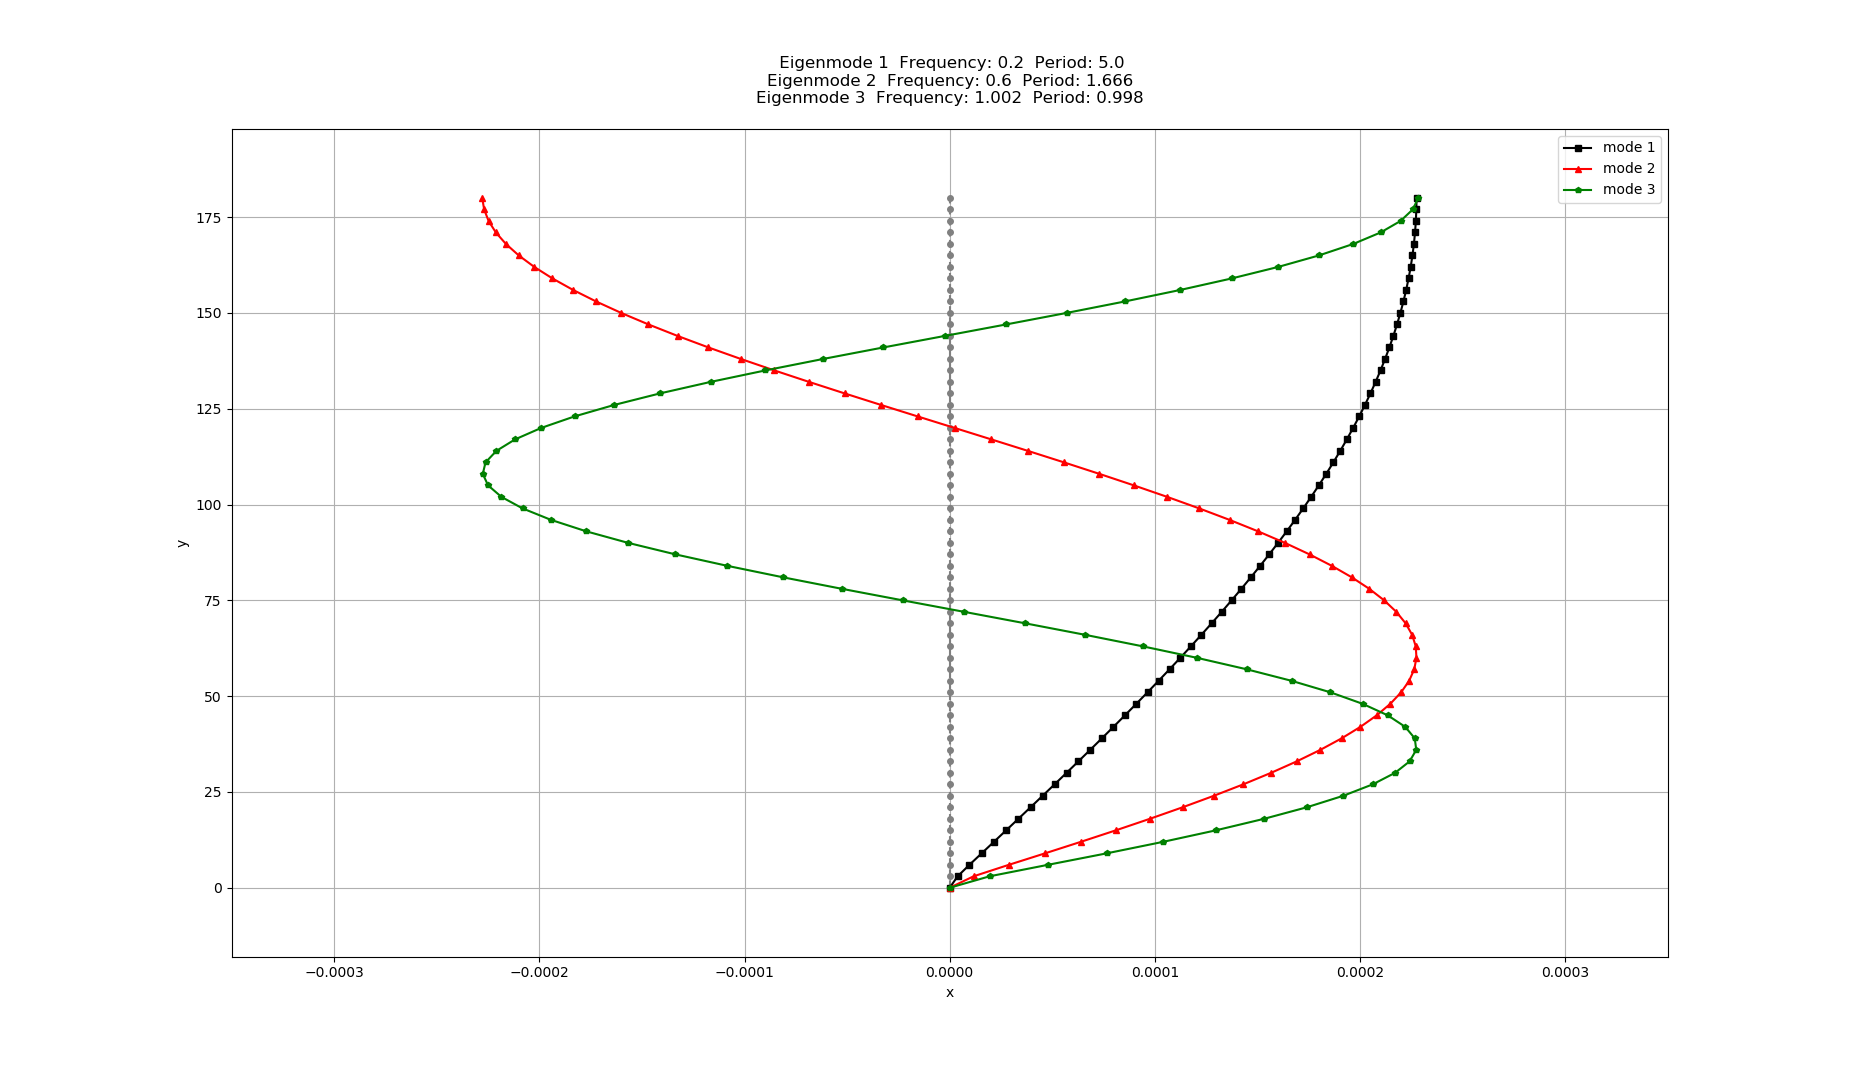 Eigenmode 1  Frequency: 0.2  Period: 5.0
Eigenmode 2  Frequency: 0.6  Period: 1.666
Eigenmode 3  Frequency: 1.002  Period: 0.998
mode 1
mode 2
mode 3
175
150
125
100
75
50
25
0
y
−0.0003
−0.0002
−0.0001
0.0000
0.0001
0.0002
0.0003
x